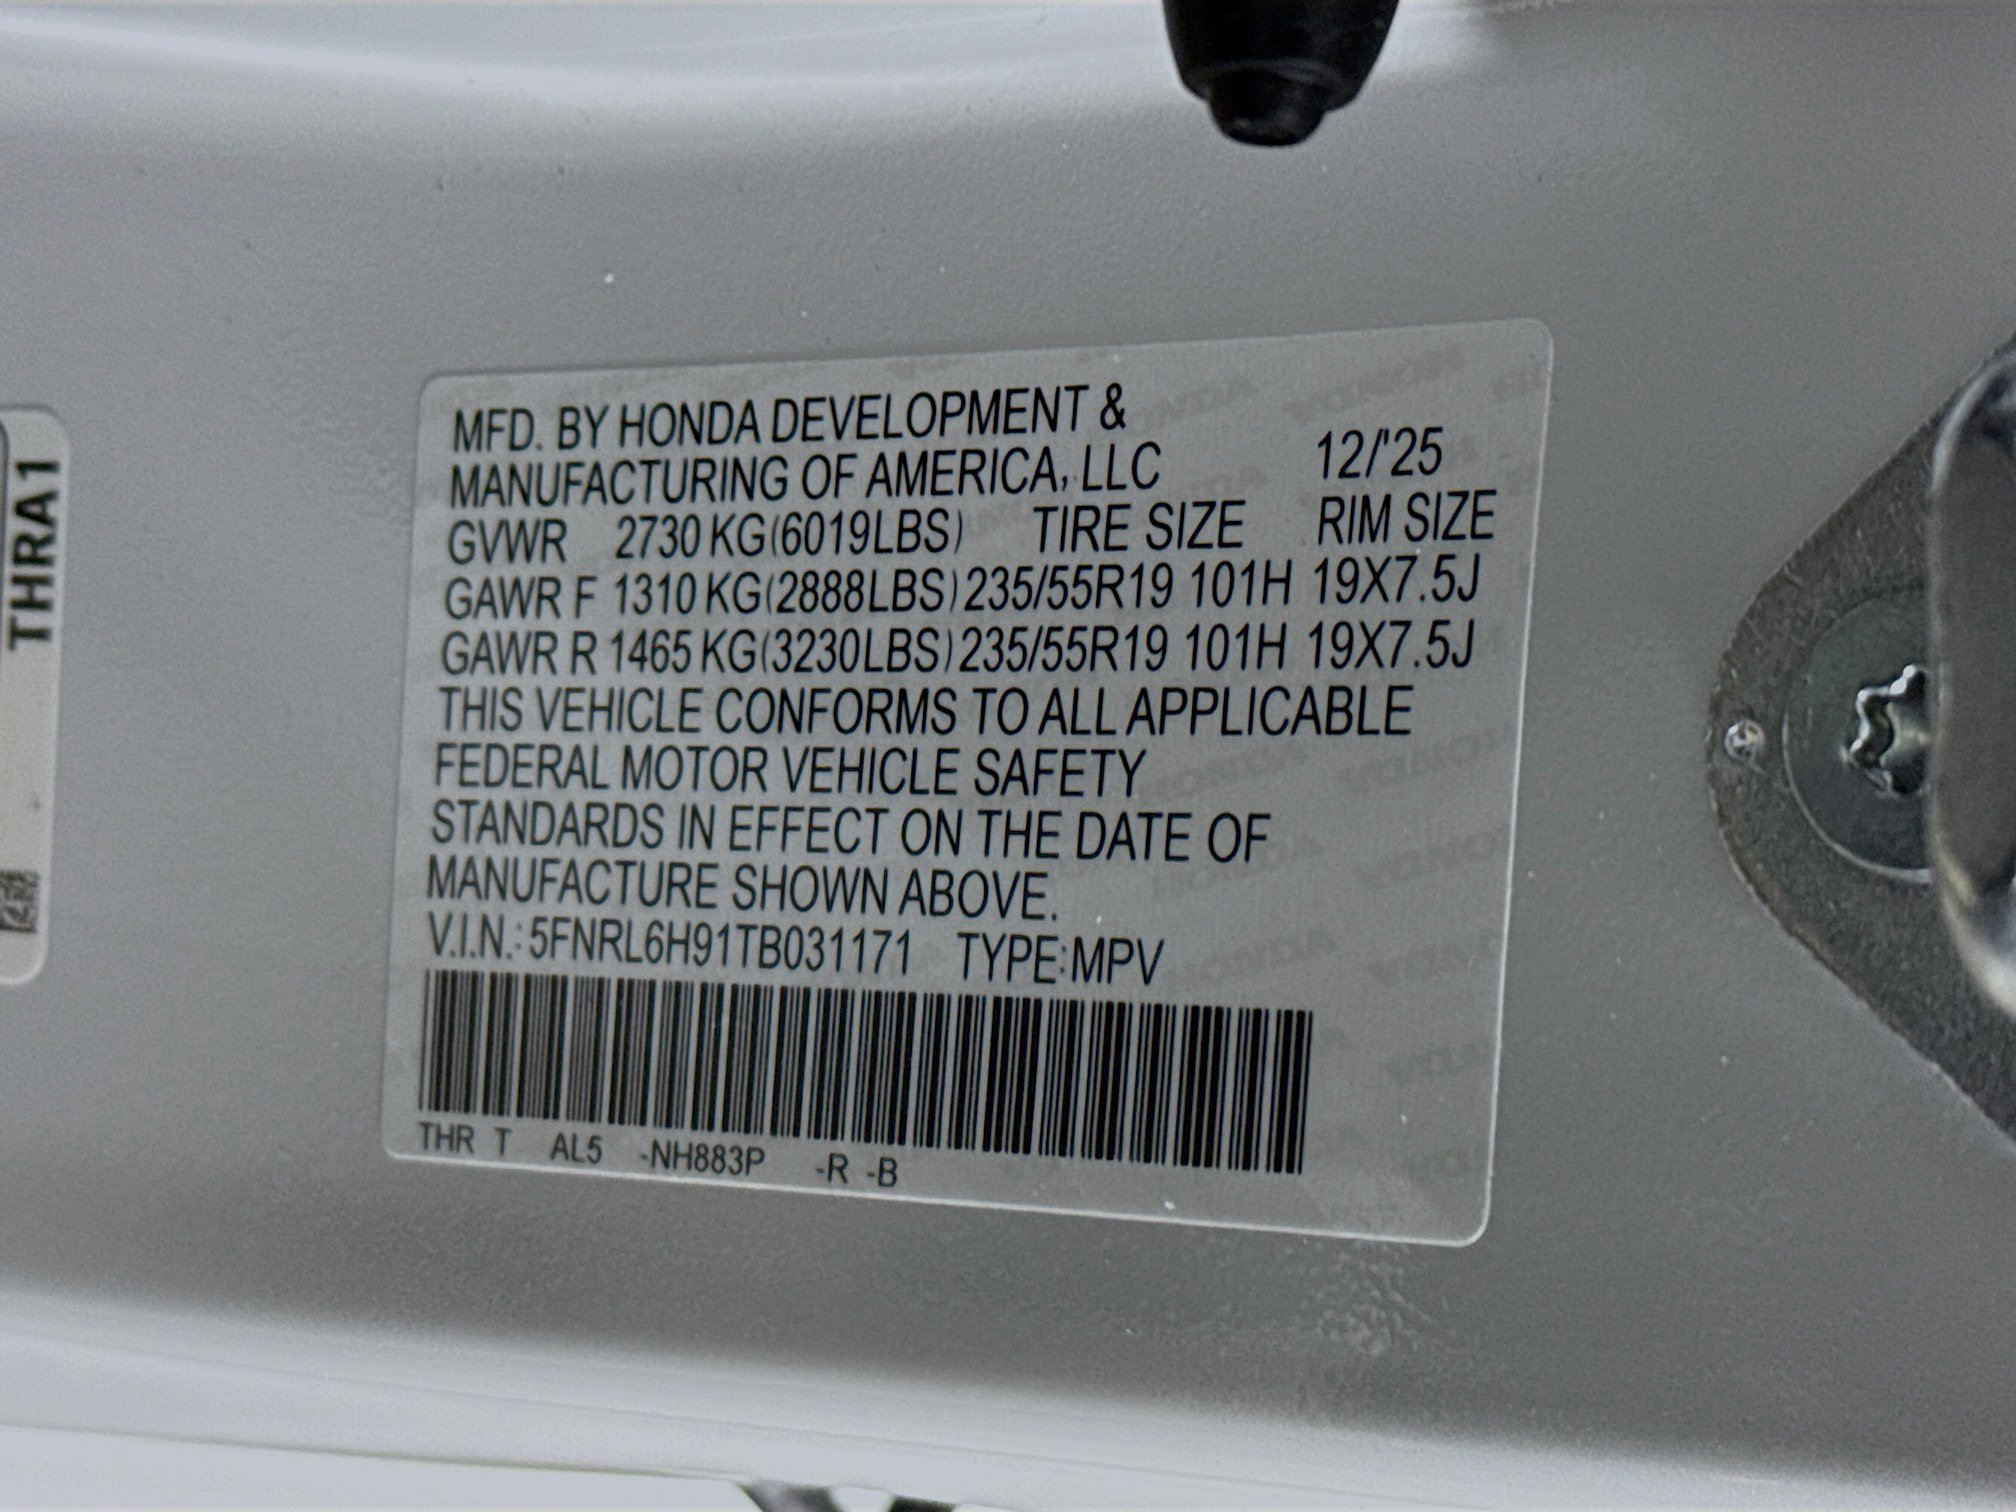 MFD. BY HONDA DEVELOPMENT &
MANUFACTURING OF AMERICA, LLC 12/'25
GVWR 2730 KG(6019LBS) TIRE SIZE RIM SIZE
GAWR F 1310 KG(2888LBS) 235/55R19 101H 19X7.5J
GAWR R 1465 KG(3230LBS) 235/55R19 101H 19X7.5J
THIS VEHICLE CONFORMS TO ALL APPLICABLE
FEDERAL MOTOR VEHICLE SAFETY
STANDARDS IN EFFECT ON THE DATE OF
MANUFACTURE SHOWN ABOVE.
V.I.N.: 5FNRL6H91TB031171 TYPE:MPV
THR T AL5 -NH883P -R -B
THRA1